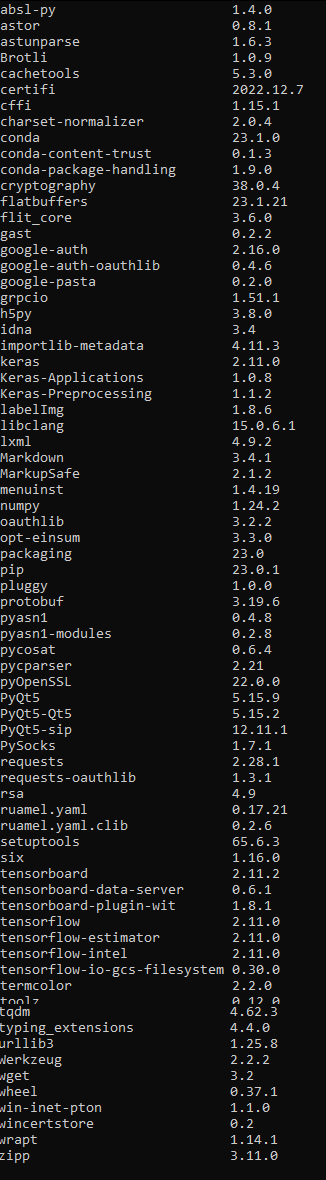 absl-py 1.4.0
astor 0.8.1
astunparse 1.6.3
Brotli 1.0.9
cachetools 5.3.0
certifi 2022.12.7
cffi 1.15.1
charset-normalizer 2.0.4
conda 23.1.0
conda-content-trust 0.1.3
conda-package-handling 1.9.0
cryptography 38.0.4
flatbuffers 23.1.21
flit_core 3.6.0
gast 0.2.2
google-auth 2.16.0
google-auth-oauthlib 0.4.6
google-pasta 0.2.0
grpcio 1.51.1
h5py 3.8.0
idna 3.4
importlib-metadata 4.11.3
keras 2.11.0
Keras-Applications 1.0.8
Keras-Preprocessing 1.1.2
labelImg 1.8.6
libclang 15.0.6.1
lxml 4.9.2
Markdown 3.4.1
MarkupSafe 2.1.2
menuinst 1.4.19
numpy 1.24.2
oauthlib 3.2.2
opt-einsum 3.3.0
packaging 23.0
pip 23.0.1
pluggy 1.0.0
protobuf 3.19.6
pyasn1 0.4.8
pyasn1-modules 0.2.8
pycosat 0.6.4
pycparser 2.21
pyOpenSSL 22.0.0
PyQt5 5.15.9
PyQt5-Qt5 5.15.2
PyQt5-sip 12.11.1
PySocks 1.7.1
requests 2.28.1
requests-oauthlib 1.3.1
rsa 4.9
ruamel.yaml 0.17.21
ruamel.yaml.clib 0.2.6
setuptools 65.6.3
six 1.16.0
tensorboard 2.11.2
tensorboard-data-server 0.6.1
tensorboard-plugin-wit 1.8.1
tensorflow 2.11.0
tensorflow-estimator 2.11.0
tensorflow-intel 2.11.0
tensorflow-io-gcs-filesystem 0.30.0
termcolor 2.2.0
toolz 0.12.0
tqdm 4.62.3
typing_extensions 4.4.0
urllib3 1.25.8
Werkzeug 2.2.2
wget 3.2
wheel 0.37.1
win-inet-pton 1.1.0
wincertstore 0.2
wrapt 1.14.1
zipp 3.11.0